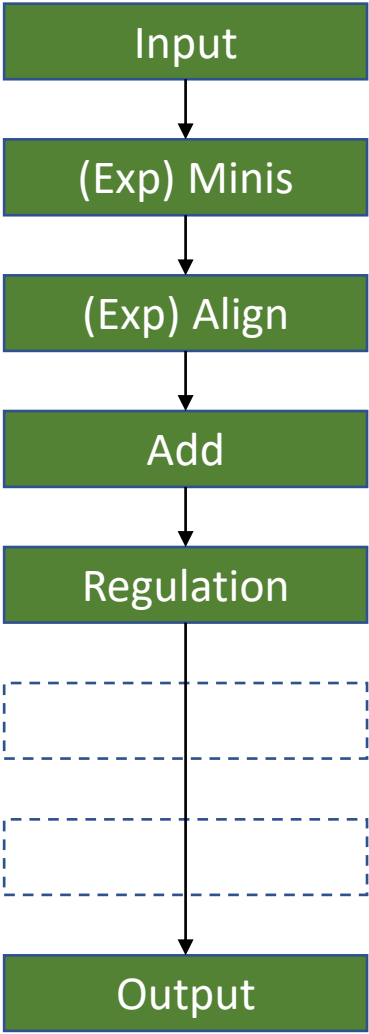 Input
(Exp) Minis
(Exp) Align
Add
Regulation
Output